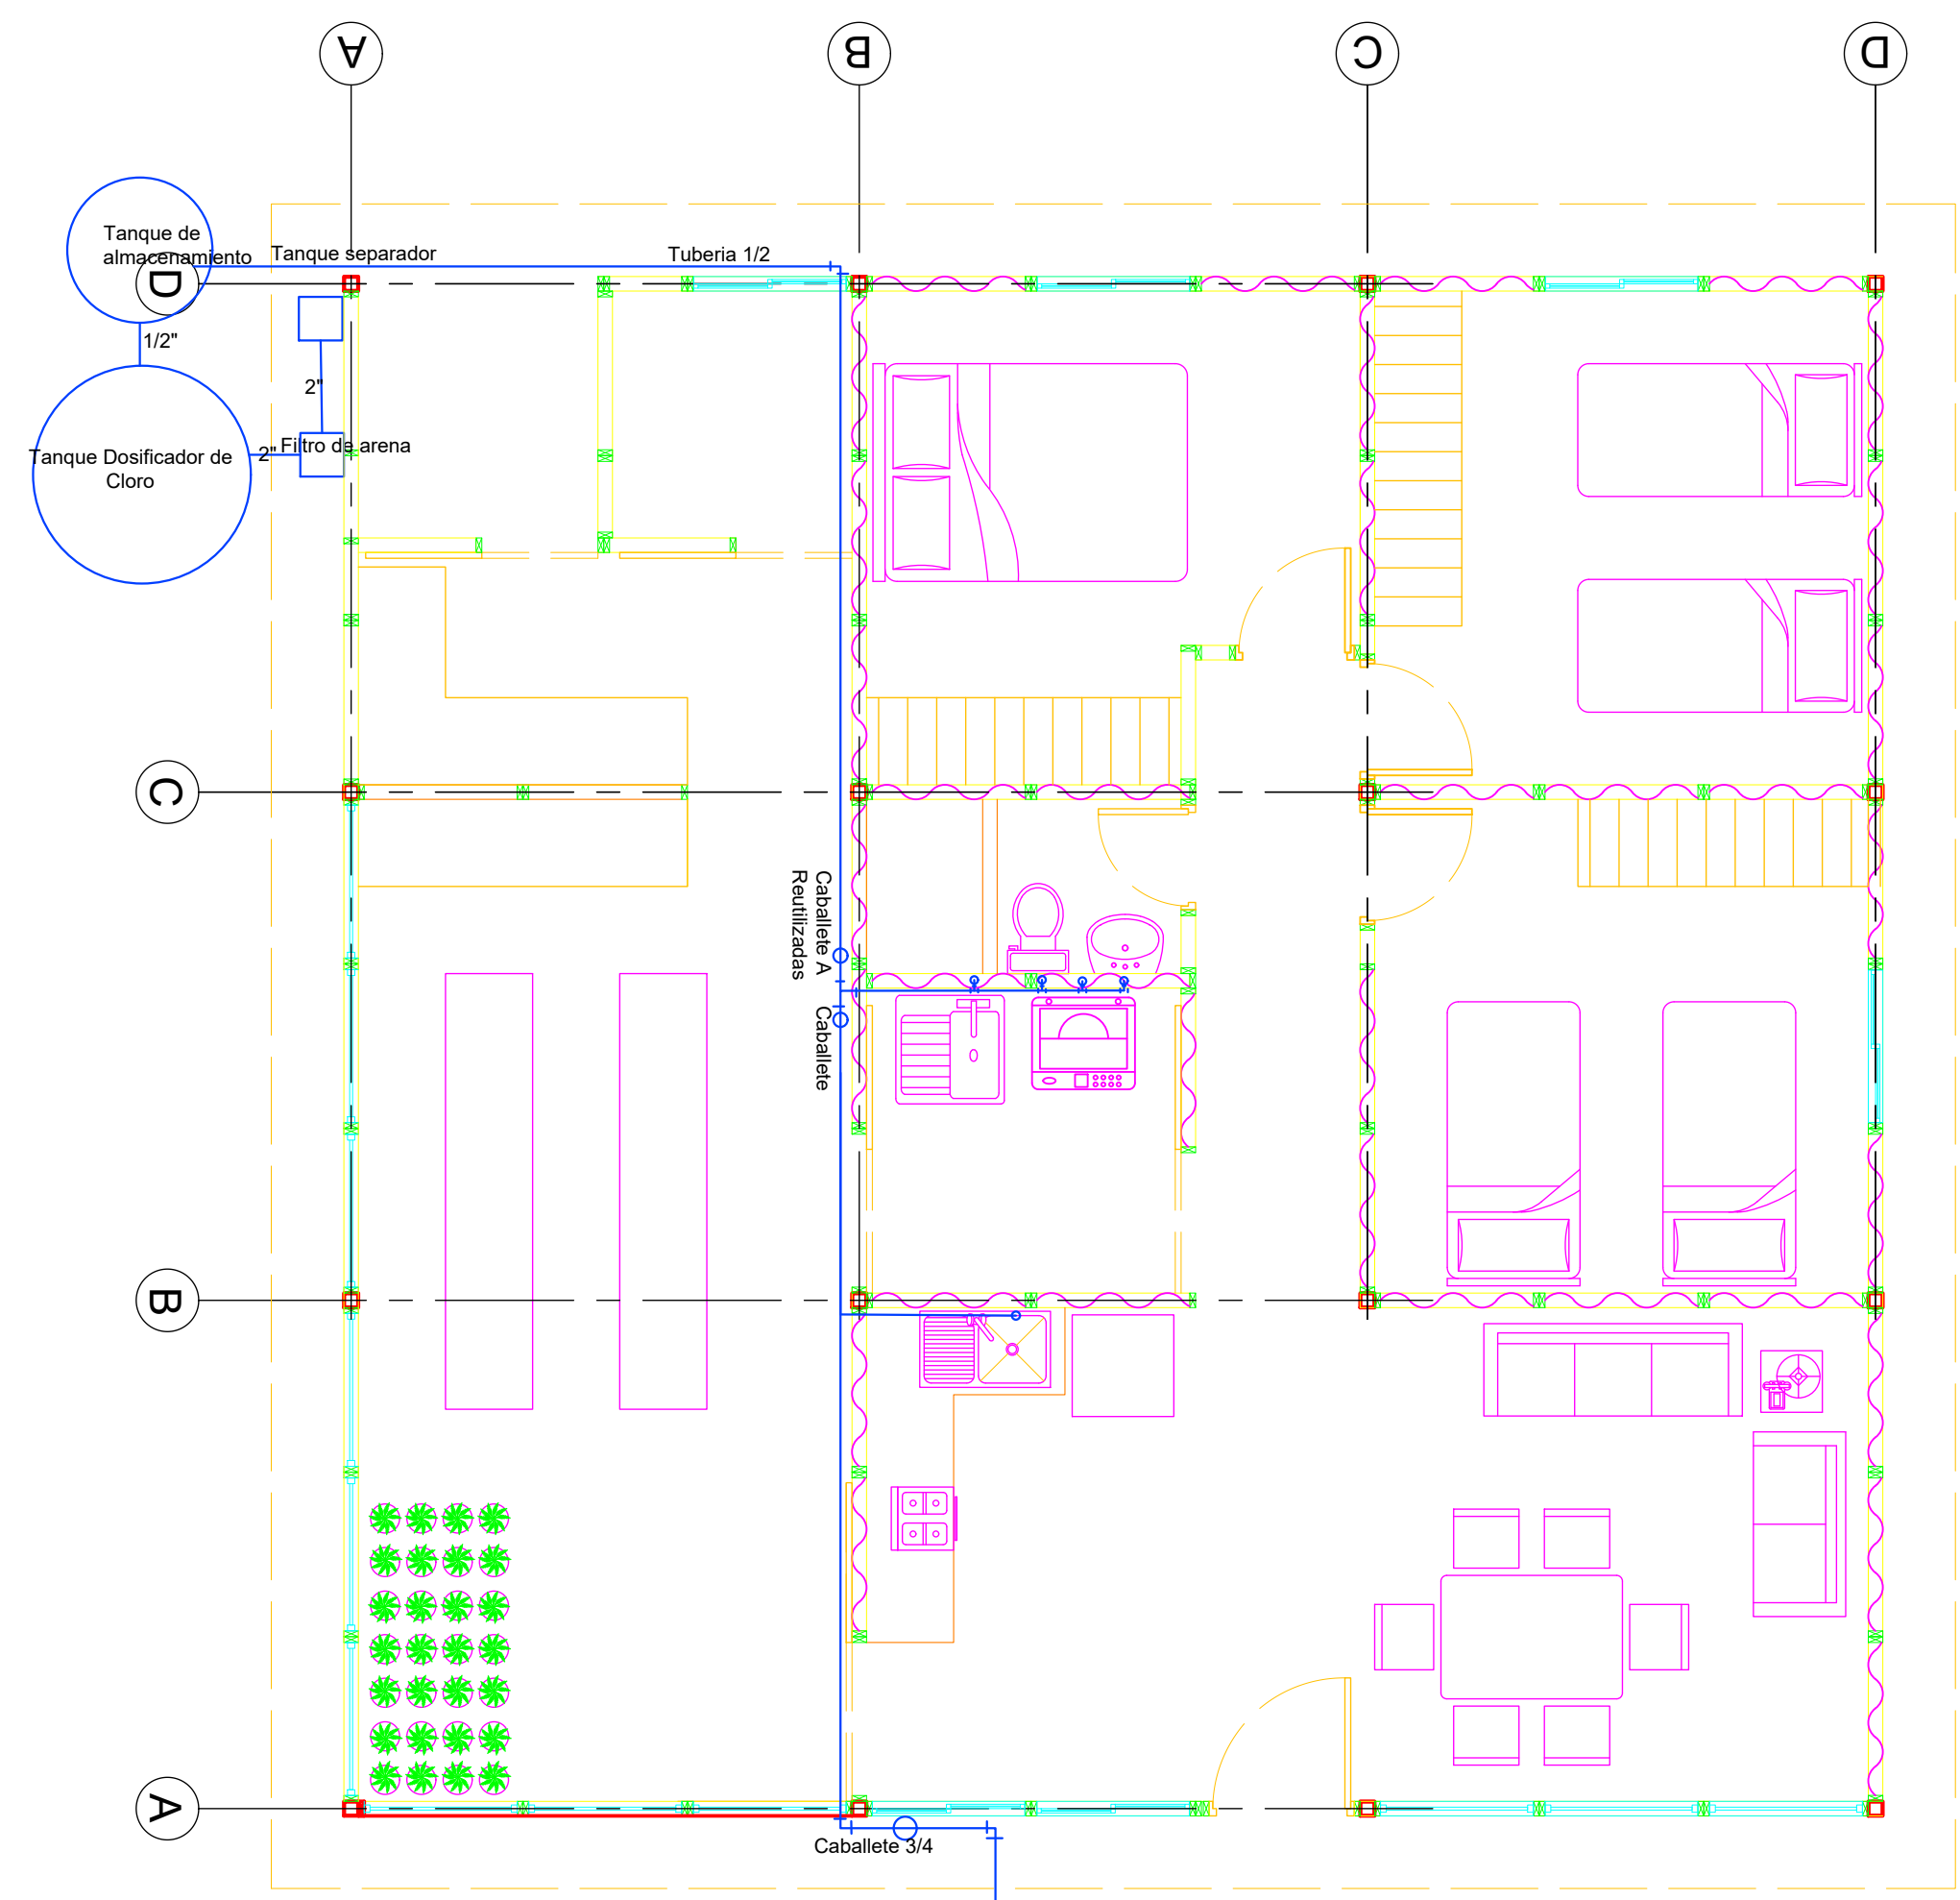 A
B
C
D
Tanque de
almacenamiento
Tanque separador
Tuberia 1/2
D
1/2"
2"
2"
Filtro de arena
Tanque Dosificador de
Cloro
C
Caballete A
Reutilizadas
Caballete
B
A
Caballete 3/4